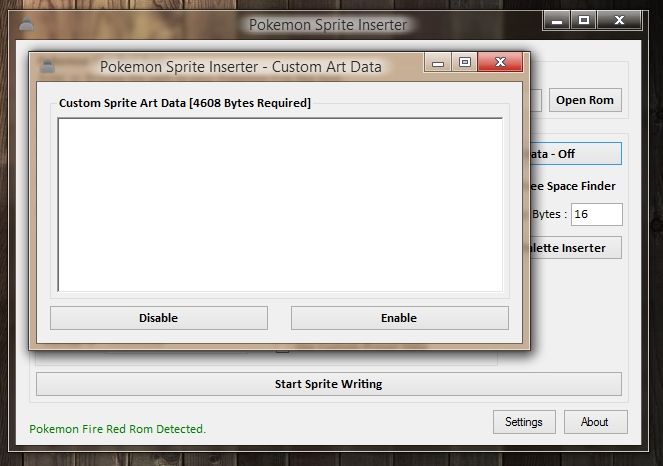 Pokemon Sprite Inserter
Pokemon Sprite Inserter - Custom Art Data
Custom Sprite Art Data [4608 Bytes Required]
Open Rom
ata - Off
ee Space Finder
Bytes : 16
lette Inserter
Disable
Enable
Start Sprite Writing
Pokemon Fire Red Rom Detected.
Settings
About